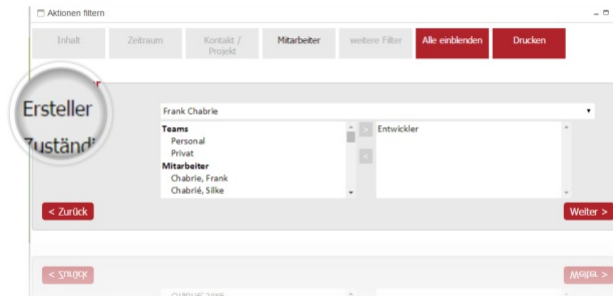 Aktionen filtern
Inhalt
Zeitraum
Kontakt /
Projekt
Mitarbeiter
weitere Filter
Alle einblenden
Drucken
Ersteller
Frank Chabrie
Zuständi
Teams
Personal
Privat
Mitarbeiter
Chabrie, Frank
Chabrié, Silke
>
<
Entwickler
< Zurück
Weiter >